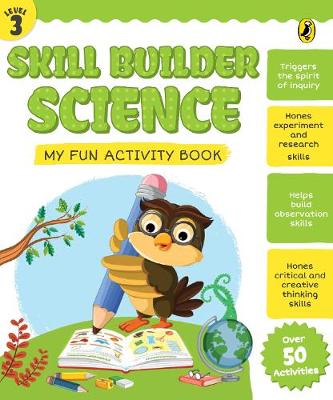 LEVEL
3
SKILL BUILDER
SCIENCE
MY FUN ACTIVITY BOOK
Triggers
the spirit of
inquiry
Hones
experiment
and
research
skills
Helps
build
observation
skills
Hones
critical and
creative
thinking
skills
Over
50
Activities